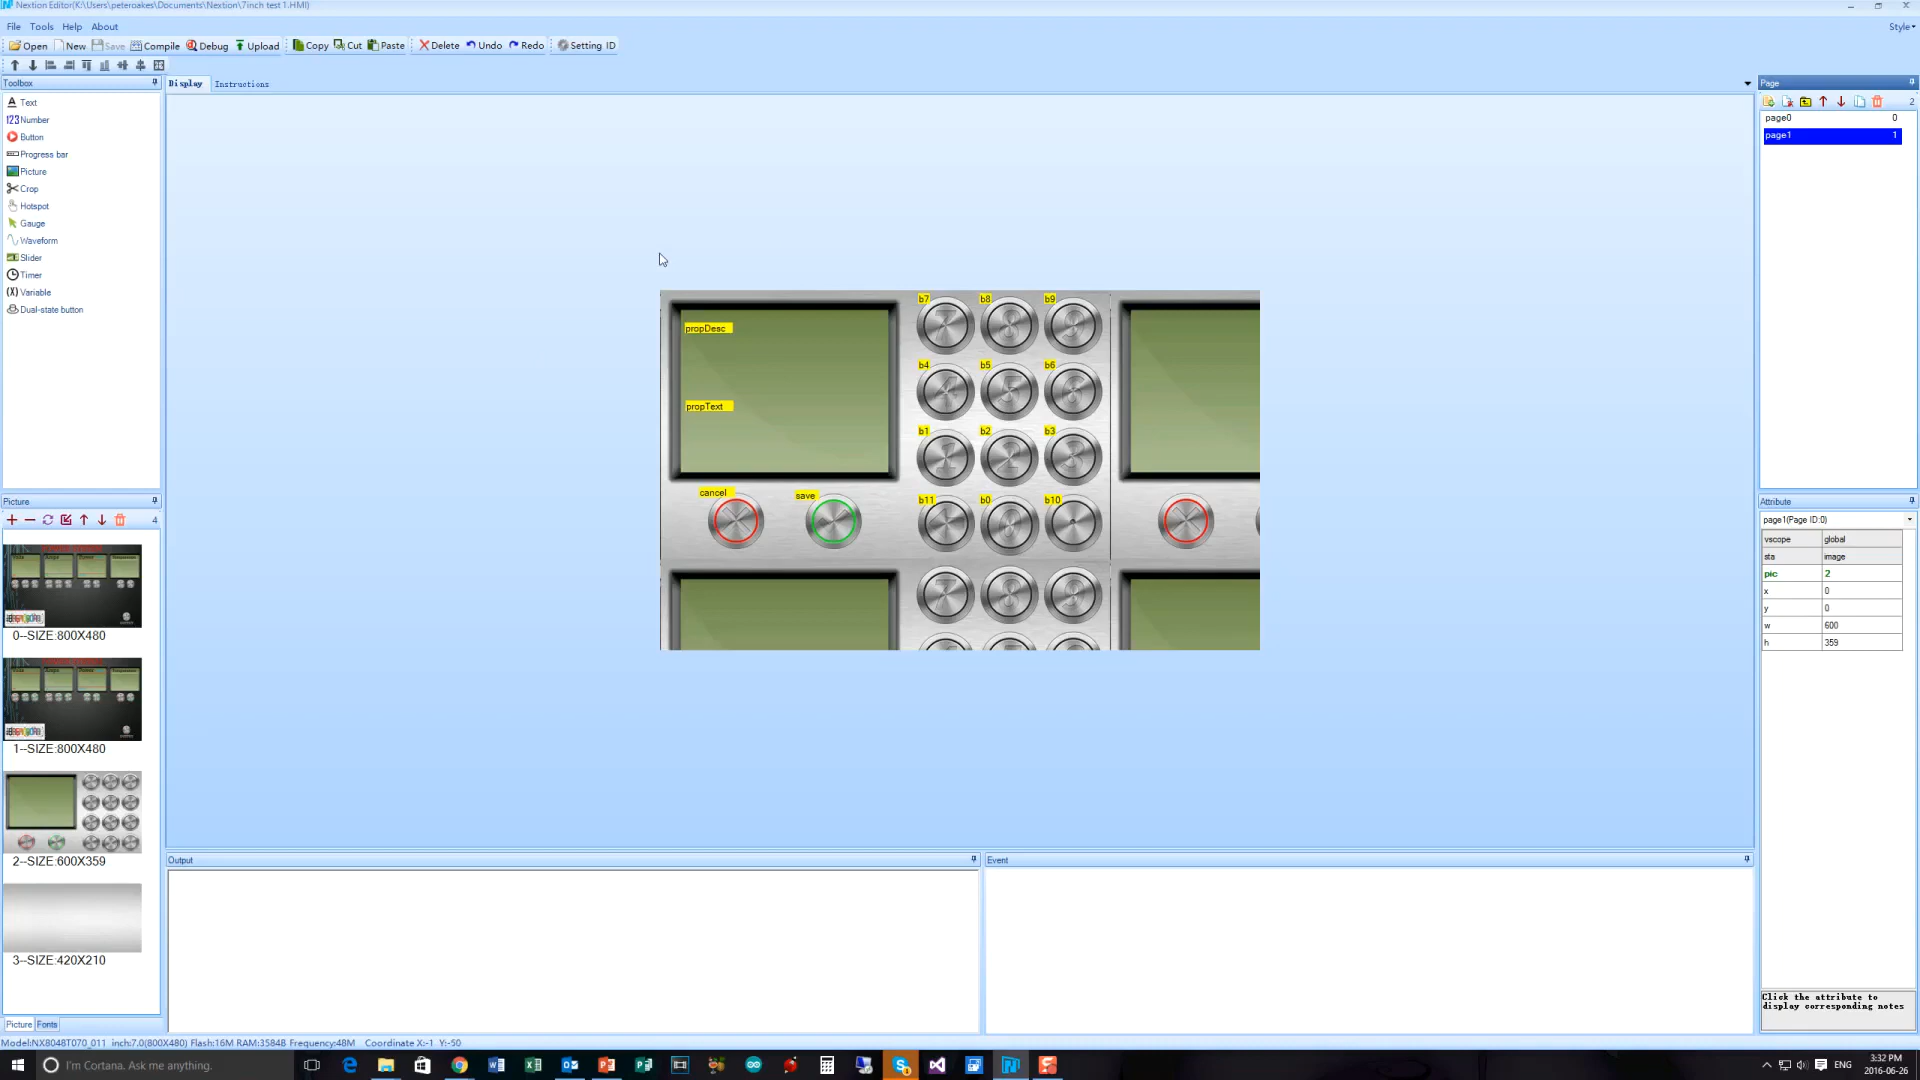 Nextion Editor(K:\Users\peteroakes\Documents\Nextion\7inch test 1.HMI)
File Tools Help About
Style
Open New Save Compile Debug Upload Copy Cut Paste Delete Undo Redo Setting ID
Toolbox
Text
123 Number
Button
Progress bar
Picture
Crop
Hotspot
Gauge
Waveform
Slider
Timer
(X) Variable
Dual-state button
Picture
4
0--SIZE:800X480
1--SIZE:800X480
2--SIZE:600X359
3--SIZE:420X210
Picture Fonts
Display Instructions
propDesc
propText
cancel save
b7 b8 b9
b4 b5 b6
b1 b2 b3
b11 b0 b10
Output
Event
Page
2
page0 0
page1 1
Attribute
page1(Page ID:0)
vscope global
sta image
pic 2
x 0
y 0
w 600
h 359
Click the attribute to
display corresponding notes
Model:NX8048T070_011 inch:7.0(800X480) Flash:16M RAM:3584B Frequency:48M Coordinate X:-1 Y:-50
I'm Cortana. Ask me anything.
ENG
3:32 PM
2016-06-26